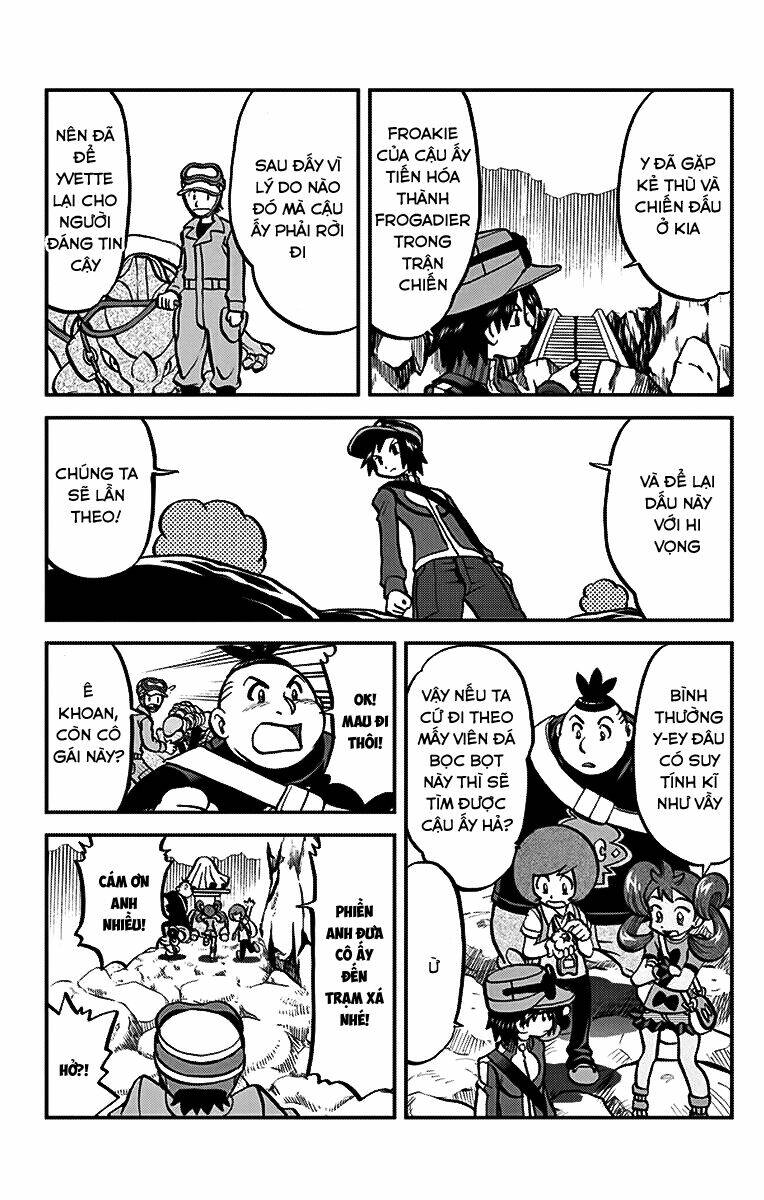 Y ĐÃ GẶP
KẺ THÙ VÀ
CHIẾN ĐẤU
Ở KIA
FROAKIE
CỦA CẬU ẤY
TIẾN HÓA
THÀNH
FROGADIER
TRONG
TRẬN
CHIẾN
SAU ĐẤY VÌ
LÝ DO NÀO
ĐÓ MÀ CẬU
ẤY PHẢI RỜI
ĐI
NÊN ĐÃ
ĐỂ
YVETTE
LẠI CHO
NGƯỜI
ĐÁNG TIN
CẬY
VÀ ĐỂ LẠI
DẤU NÀY
VỚI HI
VỌNG
CHÚNG TA
SẼ LẦN
THEO!
BÌNH
THƯỜNG
Y-EY ĐÂU
CÓ SUY
TÍNH KĨ
NHƯ VẦY
VẬY NẾU TA
CỨ ĐI THEO
MẤY VIÊN ĐÁ
BỌC BỌT
NÀY THÌ SẼ
TÌM ĐƯỢC
CẬU ẤY HẢ?
Ừ
OK!
MAU ĐI
THÔI!
Ê
KHOAN,
CÒN CÔ
GÁI NÀY?
PHIỀN
ANH ĐƯA
CÔ ẤY
ĐẾN
TRẠM XÁ
NHÉ!
CÁM ƠN
ANH
NHIỀU!
HỞ?!